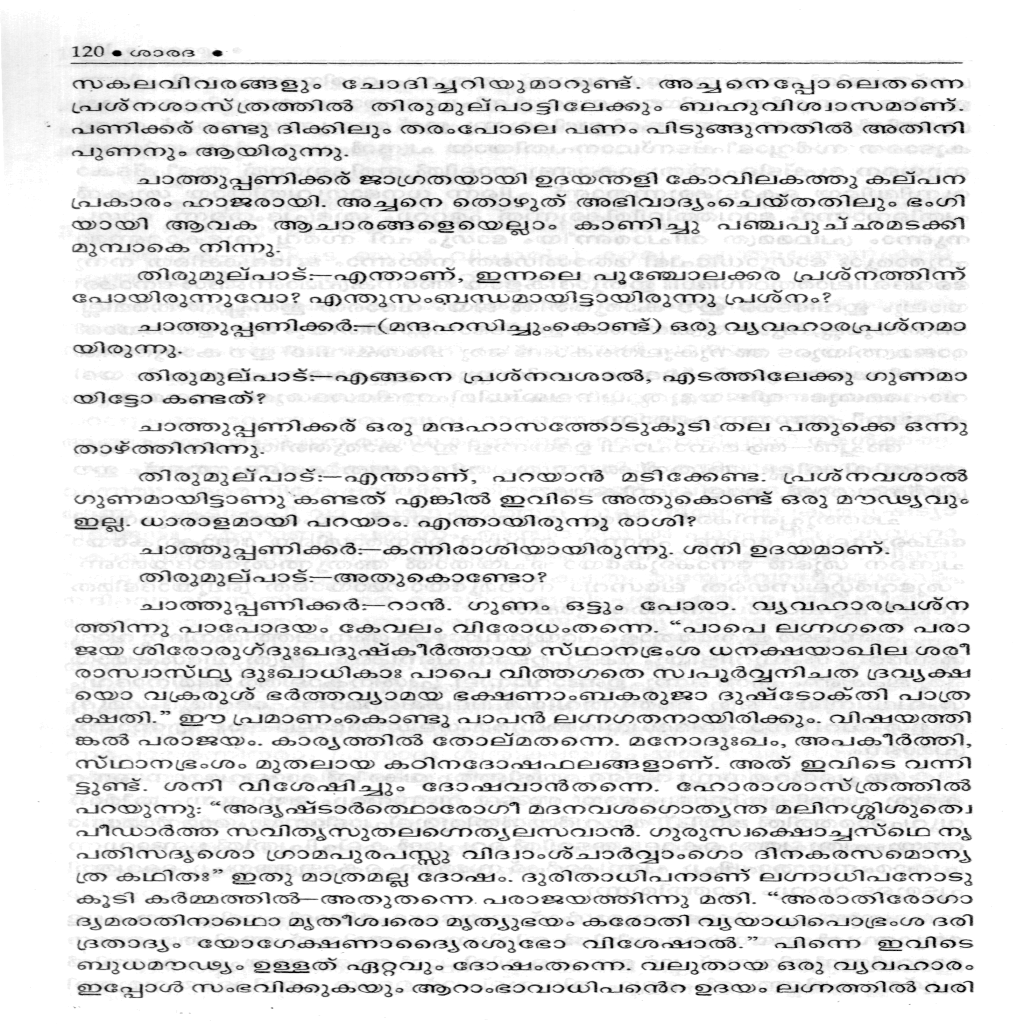 120 • ശാരദ •
സകലവിവരങ്ങളും ചോദിച്ചറിയുമാറുണ്ട്. അച്ചനെപ്പോലെതന്നെ
പ്രശ്നശാസ്ത്രത്തിൽ തിരുമുല്പാട്ടിലേക്കും ബഹുവിശ്വാസമാണ്.
പണിക്കര് രണ്ടു ദിക്കിലും തരംപോലെ പണം പിടുങ്ങുന്നതിൽ അതിനി
പുണനും ആയിരുന്നു.
ചാത്തുപ്പണിക്കര് ജാഗ്രതയായി ഉദയന്തളി കോവിലകത്തു കല്പന
പ്രകാരം ഹാജരായി. അച്ചനെ തൊഴുത് അഭിവാദ്യംചെയ്തതിലും ഭംഗി
യായി ആവക ആചാരങ്ങളെയെല്ലാം കാണിച്ചു പഞ്ചപുച്ഛമടക്കി
മുമ്പാകെ നിന്നു.
തിരുമുല്പാട്:—എന്താണ്, ഇന്നലെ പൂഞ്ചോലക്കര പ്രശ്നത്തിന്ന്
പോയിരുന്നുവോ? എന്തുസംബന്ധമായിട്ടായിരുന്നു പ്രശ്നം?
ചാത്തുപ്പണിക്കർ:—(മന്ദഹസിച്ചുംകൊണ്ട്) ഒരു വ്യവഹാരപ്രശ്നമാ
യിരുന്നു.
തിരുമുല്പാട്:—എങ്ങനെ പ്രശ്നവശാൽ, എടത്തിലേക്കു ഗുണമാ
യിട്ടോ കണ്ടത്?
ചാത്തുപ്പണിക്കര് ഒരു മന്ദഹാസത്തോടുകൂടി തല പതുക്കെ ഒന്നു
താഴ്ത്തിനിന്നു.
തിരുമുല്പാട്:—എന്താണ്, പറയാൻ മടിക്കേണ്ട. പ്രശ്നവശാൽ
ഗുണമായിട്ടാണു കണ്ടത് എങ്കിൽ ഇവിടെ അതുകൊണ്ട് ഒരു മൗഢ്യവും
ഇല്ല. ധാരാളമായി പറയാം. എന്തായിരുന്നു രാശി?
ചാത്തുപ്പണിക്കർ:—കന്നിരാശിയായിരുന്നു. ശനി ഉദയമാണ്.
തിരുമുല്പാട്:—അതുകൊണ്ടോ?
ചാത്തുപ്പണിക്കർ:—റാൻ. ഗുണം ഒട്ടും പോരാ. വ്യവഹാരപ്രശ്ന
ത്തിന്നു പാപോദയം കേവലം വിരോധംതന്നെ. “പാപെ ലഗ്നഗതെ പരാ
ജയ ശിരോരുഗ്ദുഃഖദുഷ്കീർത്തായ സ്ഥാനഭ്രംശ ധനക്ഷയാഖില ശരീ
രാസ്വാസ്ഥ്യ ദുഃഖാധികാഃ പാപെ വിത്തഗതെ സ്വപൂർവ്വനിചത ദ്രവ്യക്ഷ
യൊ വക്ത്രരുശ് ഭർത്തവ്യാമയ ഭക്ഷണാംബകരുജാ ദുഷ്ടോക്തി പാത്ര
ക്ഷതി.” ഈ പ്രമാണംകൊണ്ടു പാപൻ ലഗ്നഗതനായിരിക്കും. വിഷയത്തി
ങ്കൽ പരാജയം. കാര്യത്തിൽ തോല്മതന്നെ. മനോദുഃഖം, അപകീർത്തി,
സ്ഥാനഭ്രംശം മുതലായ കഠിനദോഷഫലങ്ങളാണ്. അത് ഇവിടെ വന്നി
ട്ടുണ്ട്. ശനി വിശേഷിച്ചും ദോഷവാൻതന്നെ. ഹോരാശാസ്ത്രത്തിൽ
പറയുന്നു: “അദൃഷ്ടാർത്ഥാരോഗീ മദനവശഗോത്യന്തമലിനശ്ശിശുത്വെ
പീഡാർത്ത സവിതൃസുതലഗ്നെത്യലസവാൻ. ഗുരുസ്വക്ഷൊച്ചസ്ഥെ നൃ
പതിസദൃശൊ ഗ്രാമപുരപസ്സു വിദ്വാംശ്ചാർവ്വാംഗൊ ദിനകരസമൊന്യ
ത്ര കഥിതഃ” ഇതു മാത്രമല്ല ദോഷം. ദുരിതാധിപനാണ് ലഗ്നാധിപനോടു
കൂടി കർമ്മത്തിൽ—അതുതന്നെ പരാജയത്തിന്നു മതി. “അരാതിരോഗാ
ദ്യമരാതിനാഥൊ മൃതീശ്വരൊ മൃത്യുഭയം കരോതി വ്യയാധിപൊഭ്രംശ ദരി
ദ്രതാദ്യം യോഗേക്ഷണാദ്യൈരശുഭോ വിശേഷാൽ.” പിന്നെ ഇവിടെ
ബുധമൗഢ്യം ഉള്ളത് ഏറ്റവും ദോഷംതന്നെ. വലുതായ ഒരു വ്യവഹാരം
ഇപ്പോൾ സംഭവിക്കുകയും ആറാംഭാവാധിപന്റെ ഉദയം ലഗ്നത്തിൽ വരി